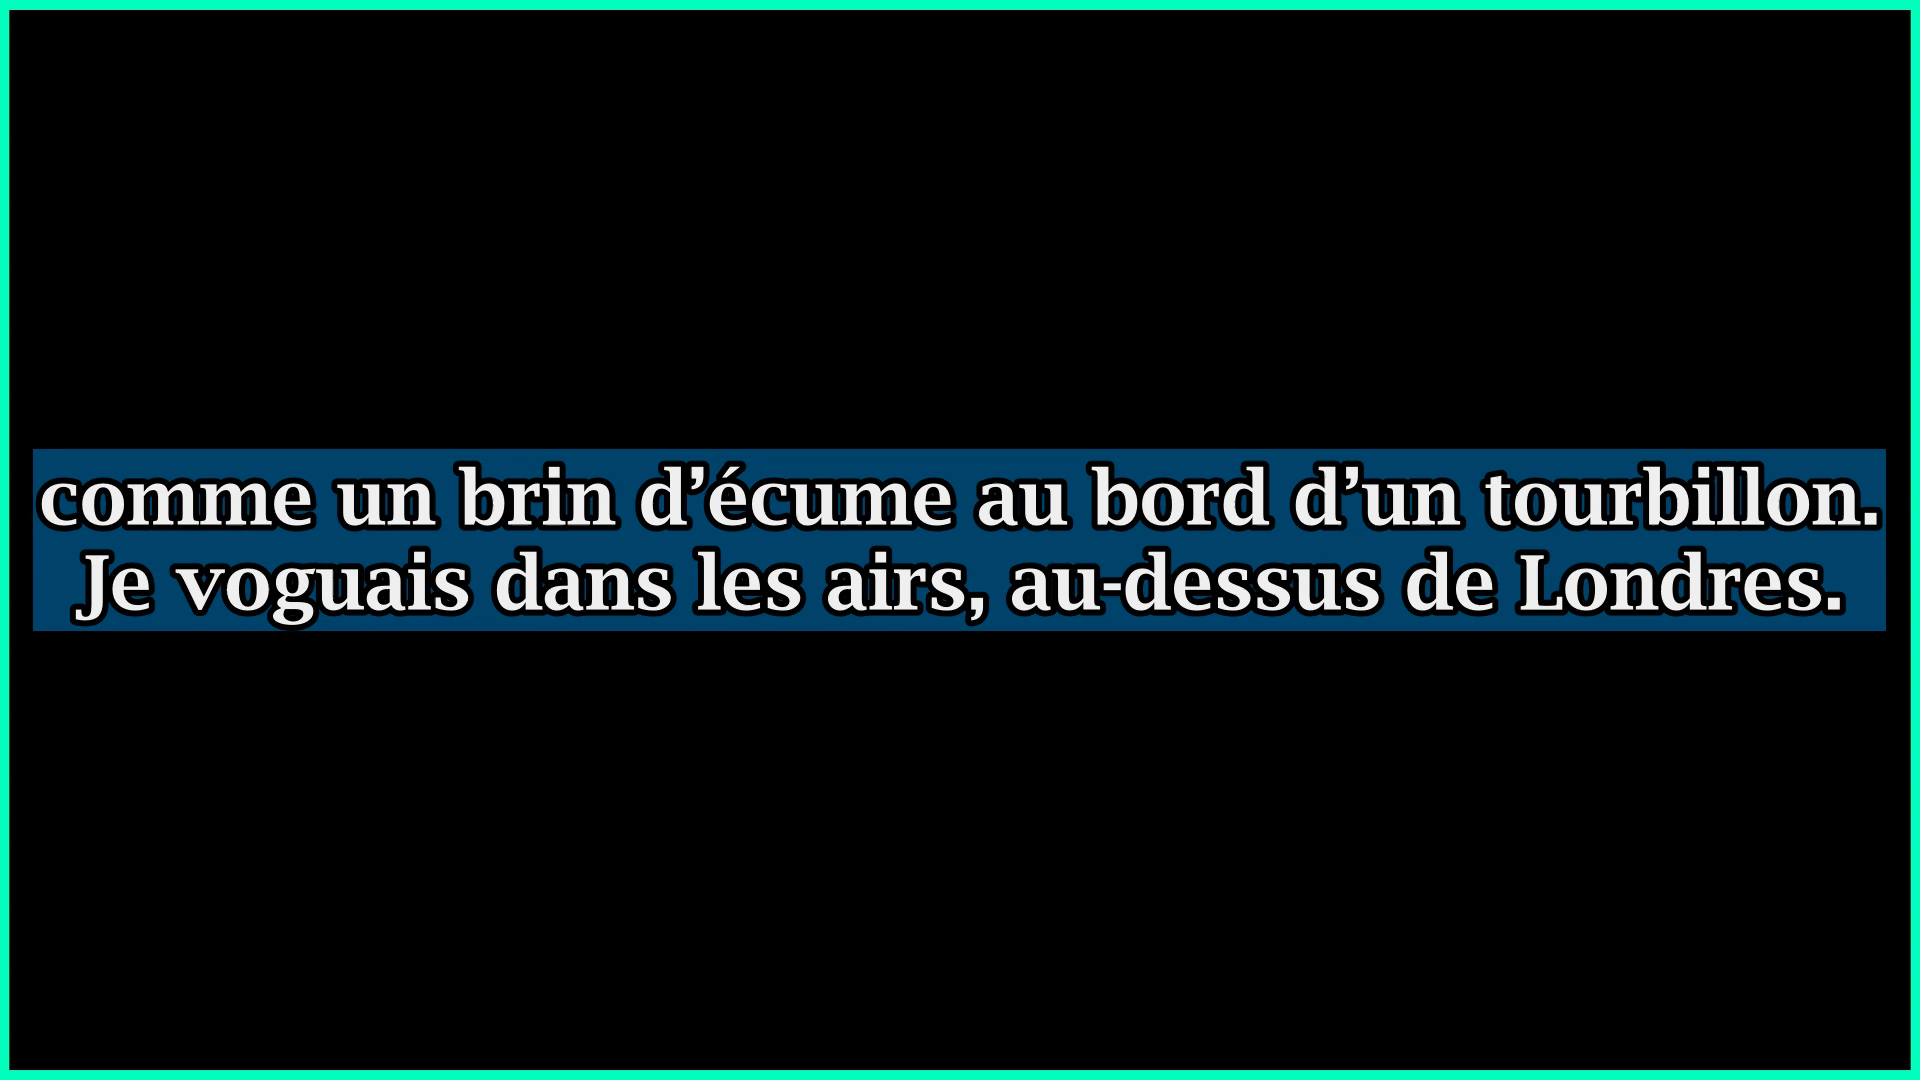 comme un brin d’écume au bord d’un tourbillon.
Je voguais dans les airs, au-dessus de Londres.